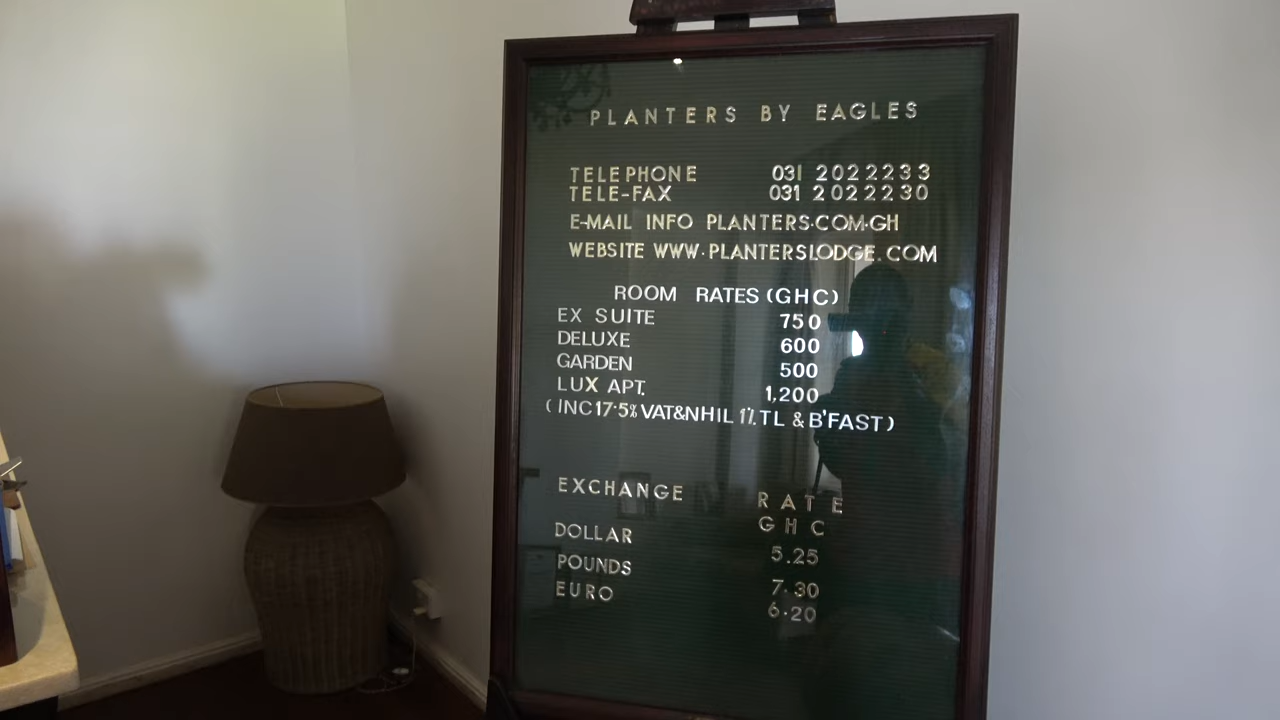 PLANTERS BY EAGLES
TELEPHONE 031 2022233
TELE-FAX 031 2022230
E-MAIL INFO PLANTERS.COM.GH
WEBSITE WWW.PLANTERSLODGE.COM
ROOM RATES (GHC)
EX SUITE 750
DELUXE 600
GARDEN 500
LUX APT. 1,200
(INC 17.5% VAT&NHIL 1% TL & B'FAST)
EXCHANGE RATE
GHC
DOLLAR 5.25
POUNDS 7.30
EURO 6.20